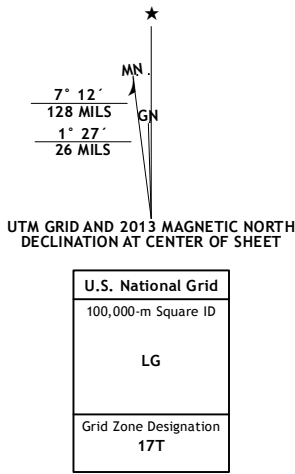 ★
MN
7° 12´
128 MILS
GN
1° 27´
26 MILS
UTM GRID AND 2013 MAGNETIC NORTH
DECLINATION AT CENTER OF SHEET
U.S. National Grid
100,000-m Square ID
LG
Grid Zone Designation
17T